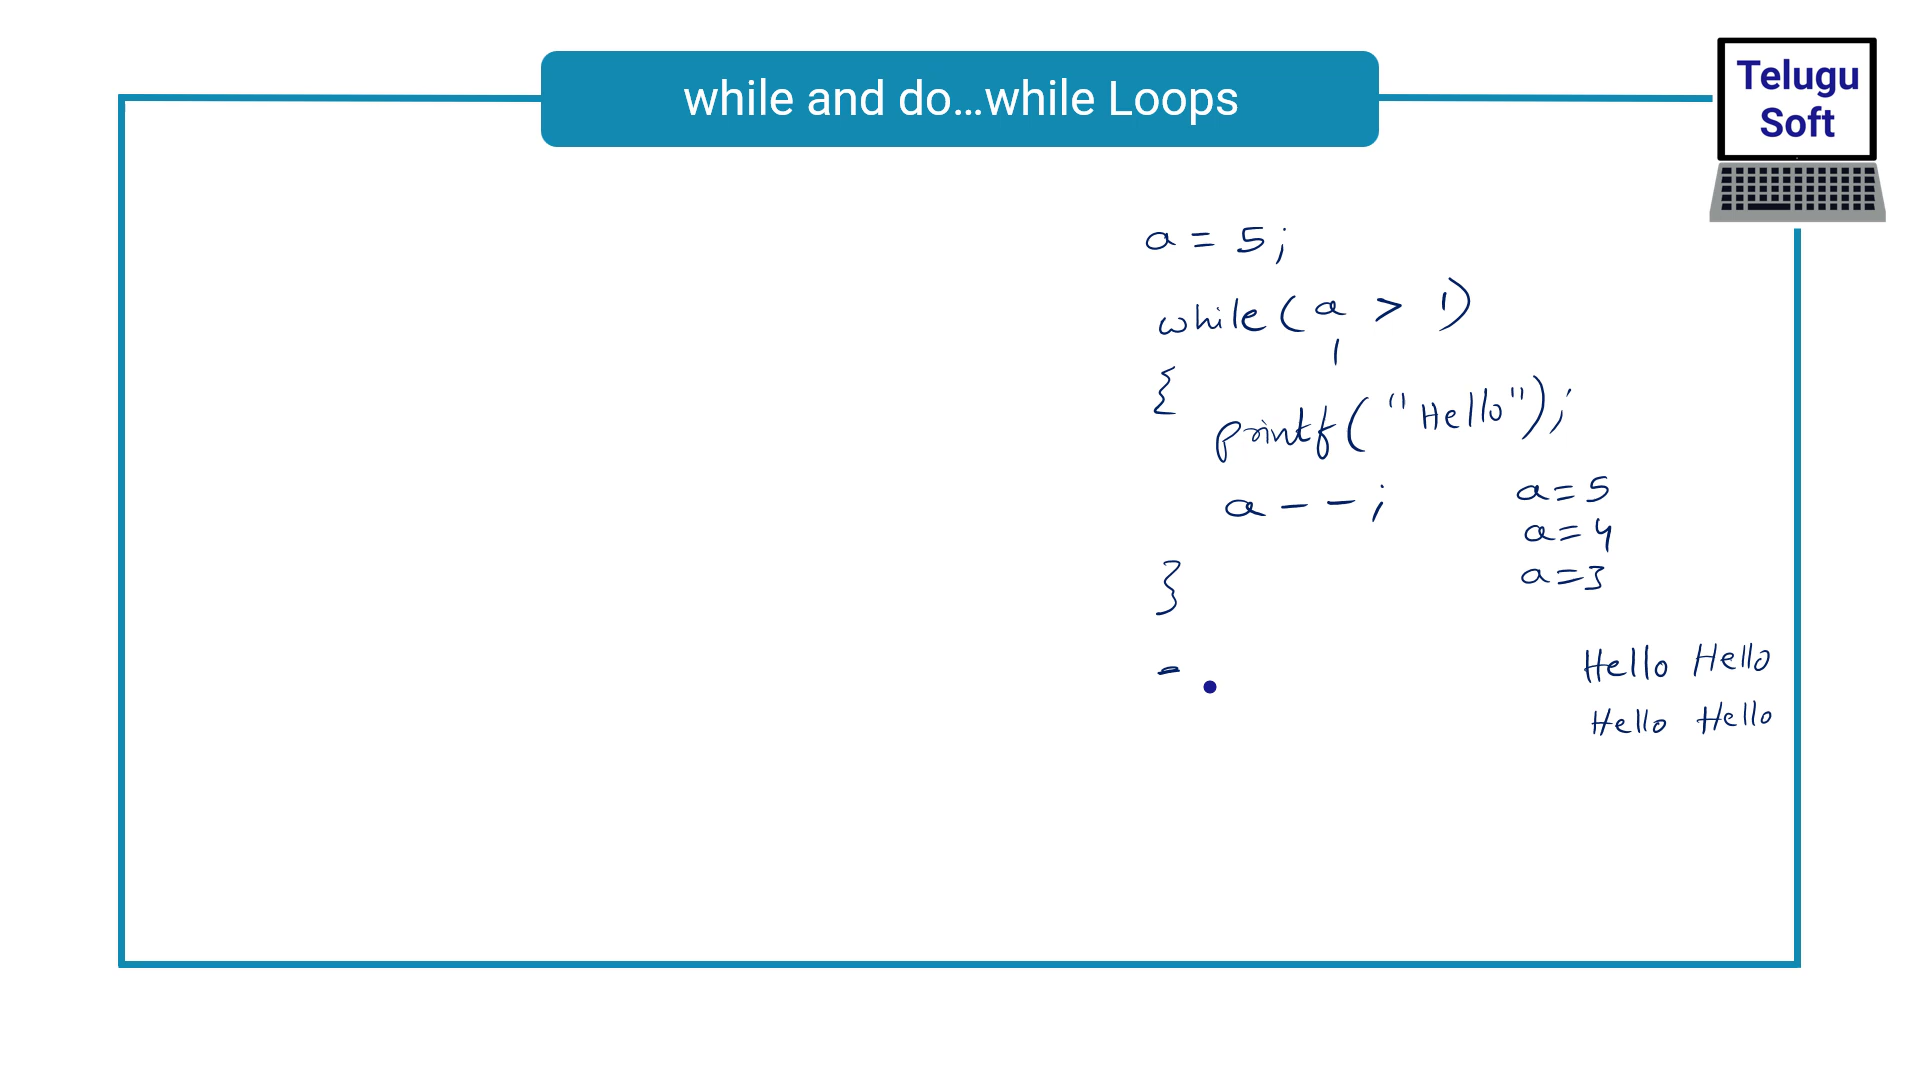 while and do...while Loops
Telugu
Soft
a = 5;
while(a > 1)
1
{
printf("Hello");
a--;
a=5
a=4
a=3
}
Hello Hello
Hello Hello